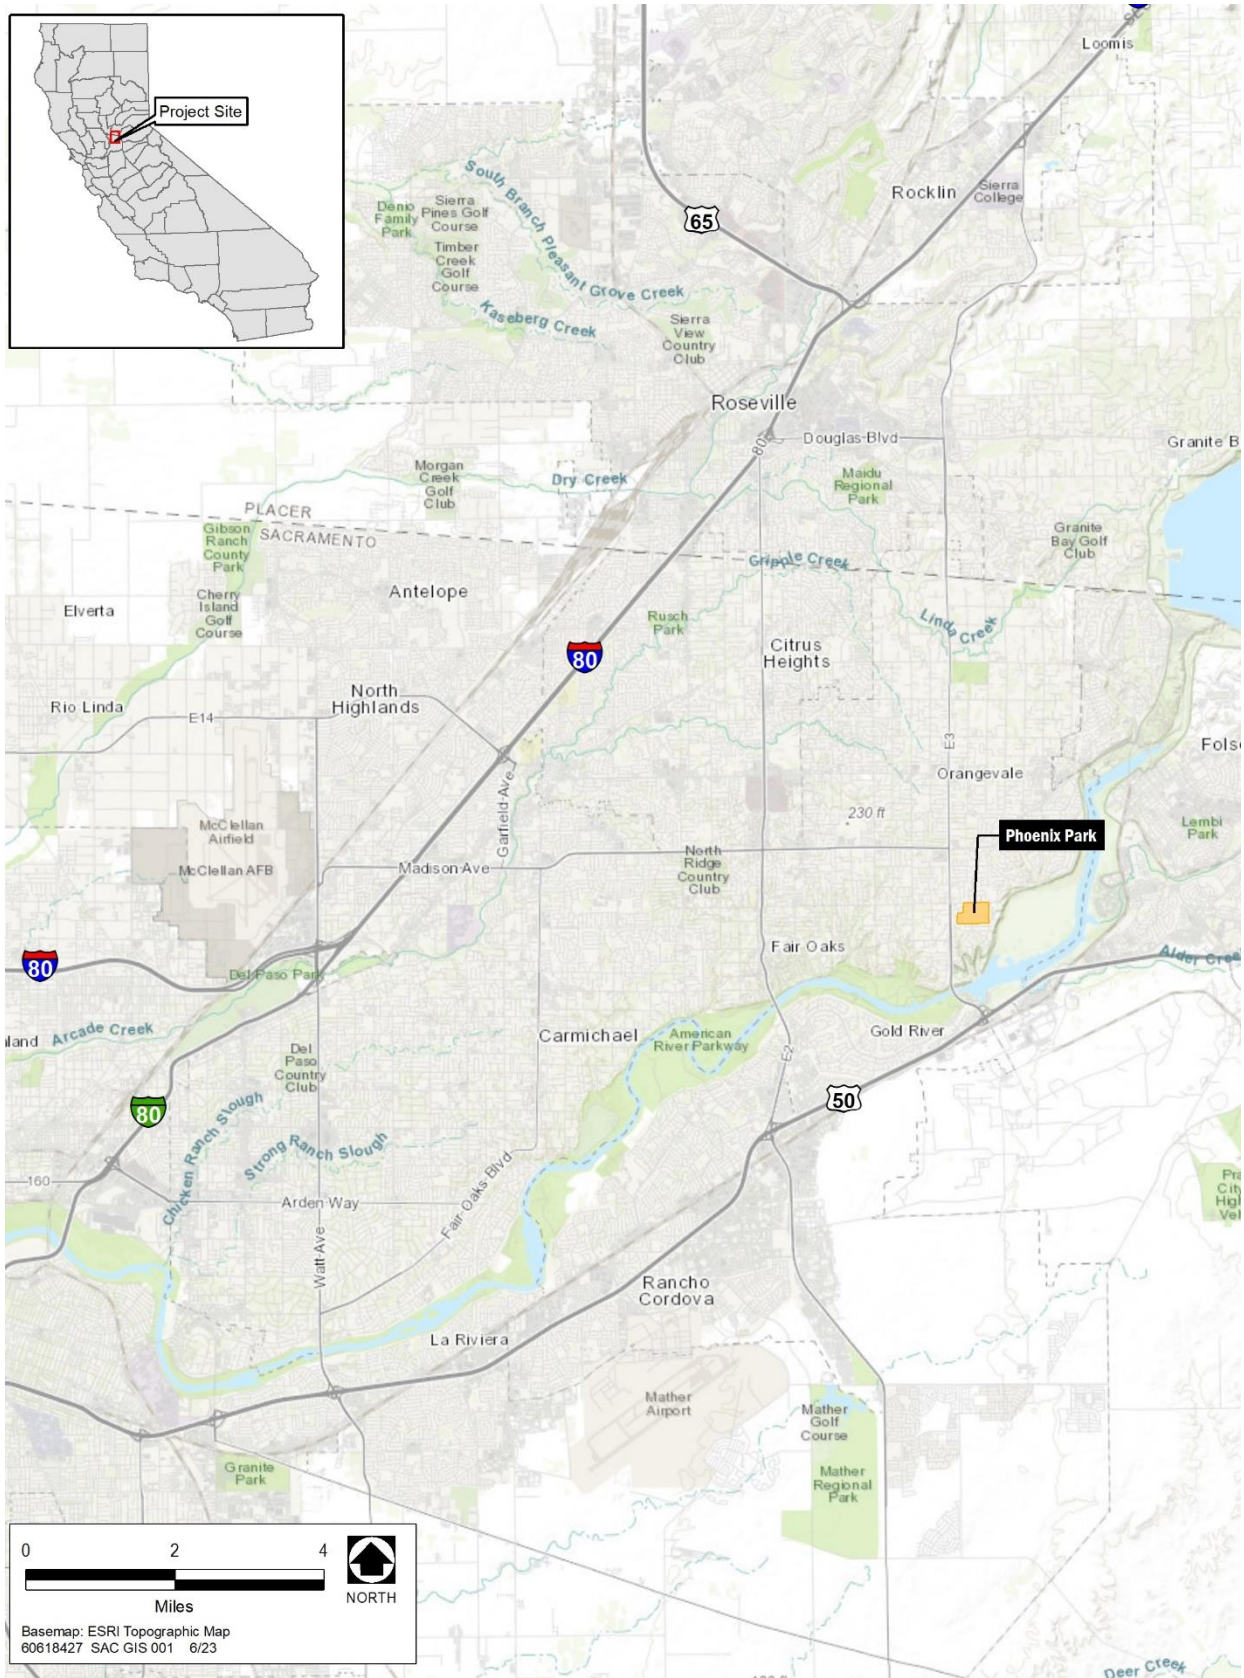 Project Site
Loomis
65
Rocklin
Sierra
College
South Branch Pleasant Grove Creek
Denio
Family
Park
Sierra
Pines Golf
Course
Timber
Creek
Golf
Course
Kaseberg Creek
Sierra
View
Country
Club
Roseville
80
Douglas Blvd
Granite B
Morgan
Creek
Golf
Club
Dry Creek
Maidu
Regional
Park
PLACER
SACRAMENTO
Gibson
Ranch
County
Park
Granite
Bay Golf
Club
Antelope
Cripple Creek
Elverta
Cherry
Island
Golf
Course
Rusch
Park
Linda Creek
80
Citrus
Heights
North
Highlands
Rio Linda
E14
E3
Fols
Garfield Ave
Orangevale
230 ft
McClellan
Airfield
Lembi
Park
Phoenix Park
McClellan AFB
Madison Ave
North
Ridge
Country
Club
80
Del Paso Park
Fair Oaks
Alder Creek
land
Arcade Creek
Carmichael
American
River Parkway
Gold River
Del
Paso
Country
Club
E2
50
80
Chicken Ranch Slough
Strong Ranch Slough
160
Arden Way
Fair Oaks Blvd
Watt Ave
Pra
City
High
Veh
Rancho
Cordova
La Riviera
Mather
Airport
Mather
Golf
Course
Mather
Regional
Park
Granite
Park
0 2 4
Miles
NORTH
Basemap: ESRI Topographic Map
60618427 SAC GIS 001 6/23
Deer Creek